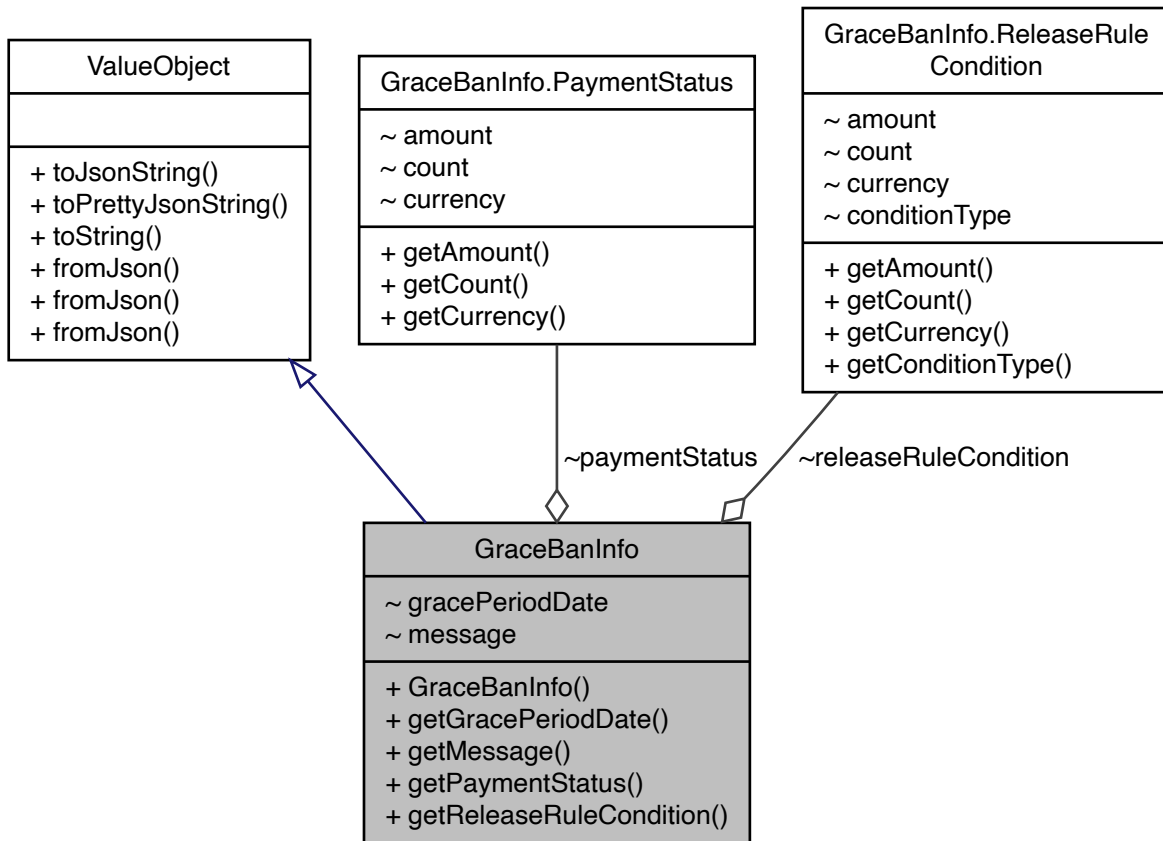 ValueObject
+ toJsonString()
+ toPrettyJsonString()
+ toString()
+ fromJson()
+ fromJson()
+ fromJson()
GraceBanInfo.PaymentStatus
~ amount
~ count
~ currency
+ getAmount()
+ getCount()
+ getCurrency()
GraceBanInfo.ReleaseRule
Condition
~ amount
~ count
~ currency
~ conditionType
+ getAmount()
+ getCount()
+ getCurrency()
+ getConditionType()
~paymentStatus
~releaseRuleCondition
GraceBanInfo
~ gracePeriodDate
~ message
+ GraceBanInfo()
+ getGracePeriodDate()
+ getMessage()
+ getPaymentStatus()
+ getReleaseRuleCondition()